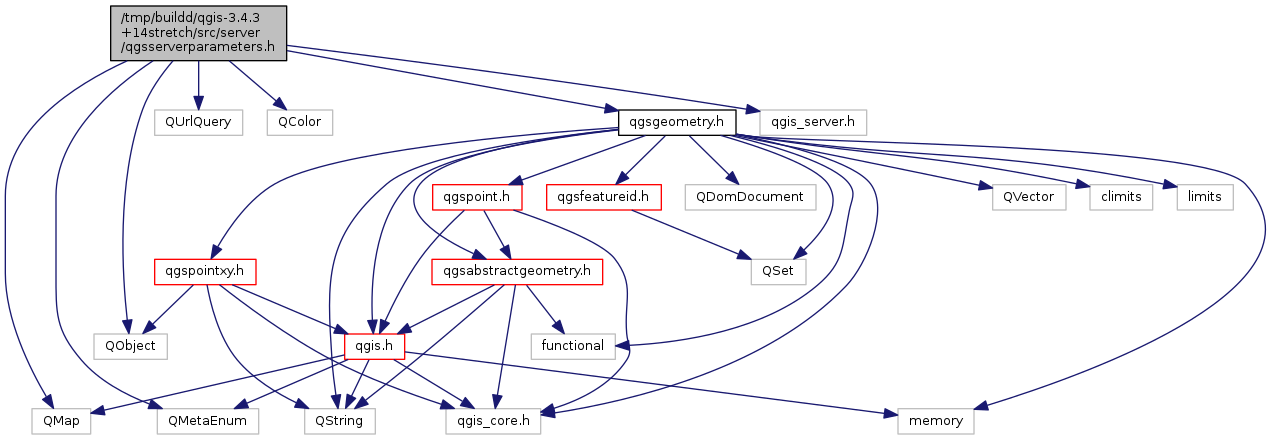 /tmp/buildd/qgis-3.4.3
+14stretch/src/server
/qgsserverparameters.h
QUrlQuery
QColor
qgsgeometry.h
qgis_server.h
qgspoint.h
qgsfeatureid.h
QDomDocument
QVector
climits
limits
qgspointxy.h
qgsabstractgeometry.h
QSet
QObject
qgis.h
functional
QMap
QMetaEnum
QString
qgis_core.h
memory